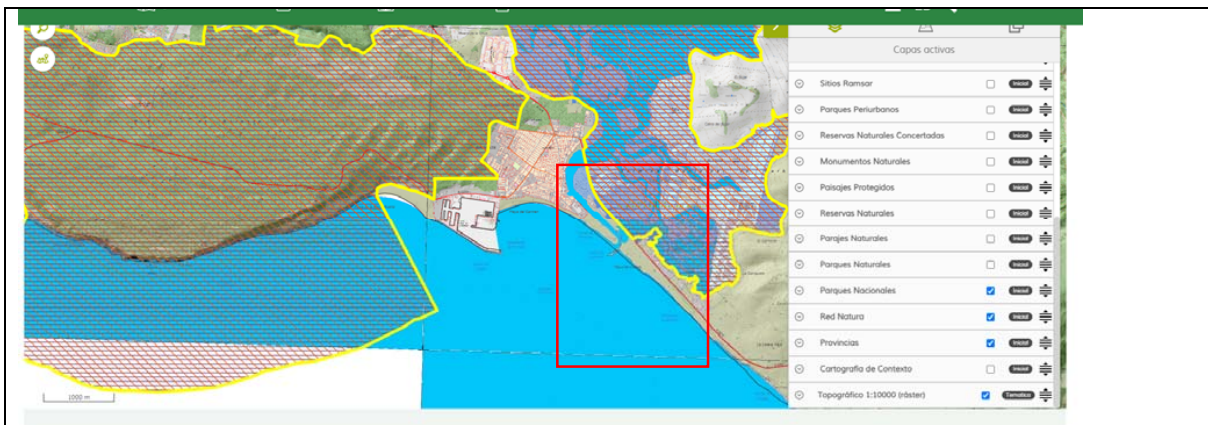 Capas activas
Sitios Ramsar Inicial
Parques Periurbanos Inicial
Reservas Naturales Concertadas Inicial
Monumentos Naturales Inicial
Paisajes Protegidos Inicial
Reservas Naturales Inicial
Parajes Naturales Inicial
Parques Naturales Inicial
Parques Nacionales Inicial
Red Natura Inicial
Provincias Inicial
Cartografía de Contexto Inicial
Topográfico 1:10000 (ráster) Tematico
1000 m